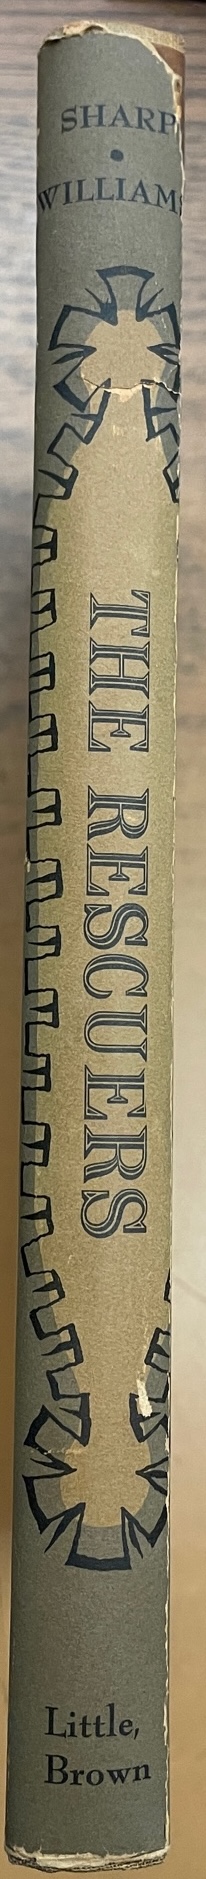 SHARP
•
WILLIAMS
THE RESCUERS
Little,
Brown